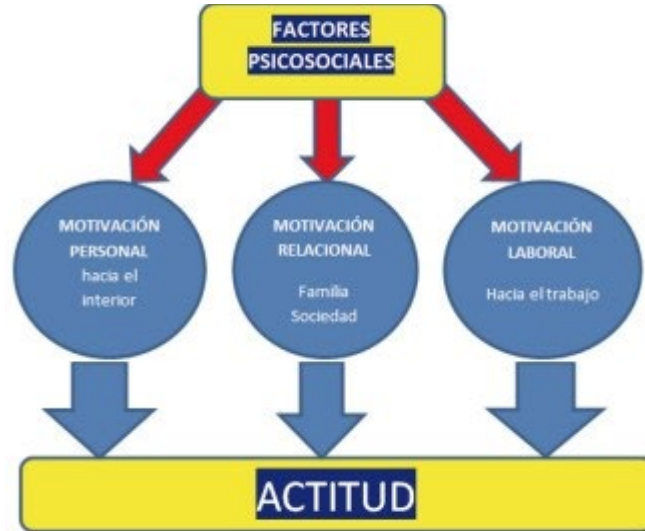 FACTORES
PSICOSOCIALES
MOTIVACIÓN
PERSONAL
hacia el
interior
MOTIVACIÓN
RELACIONAL
Familia
Sociedad
MOTIVACIÓN
LABORAL
Hacia el trabajo
ACTITUD